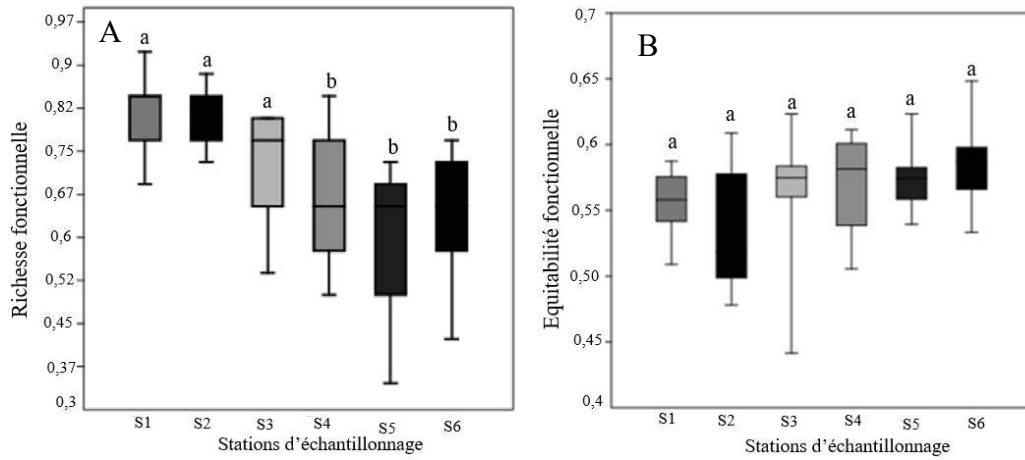 A
Richesse fonctionnelle
0,97
0,9
0,82
0,75
0,67
0,6
0,52
0,45
0,37
0,3
a
a
a
b
b
b
S1
S2
S3
S4
S5
S6
Stations d'échantillonnage
B
Equitabilité fonctionnelle
0,7
0,65
0,6
0,55
0,50
0,45
0,4
a
a
a
a
a
a
S1
S2
S3
S4
S5
S6
Stations d'échantillonnage